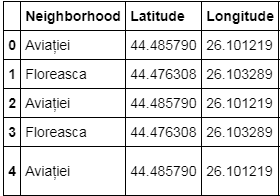 Neighborhood Latitude Longitude
0 Aviației 44.485790 26.101219
1 Floreasca 44.476308 26.103289
2 Aviației 44.485790 26.101219
3 Floreasca 44.476308 26.103289
4 Aviației 44.485790 26.101219